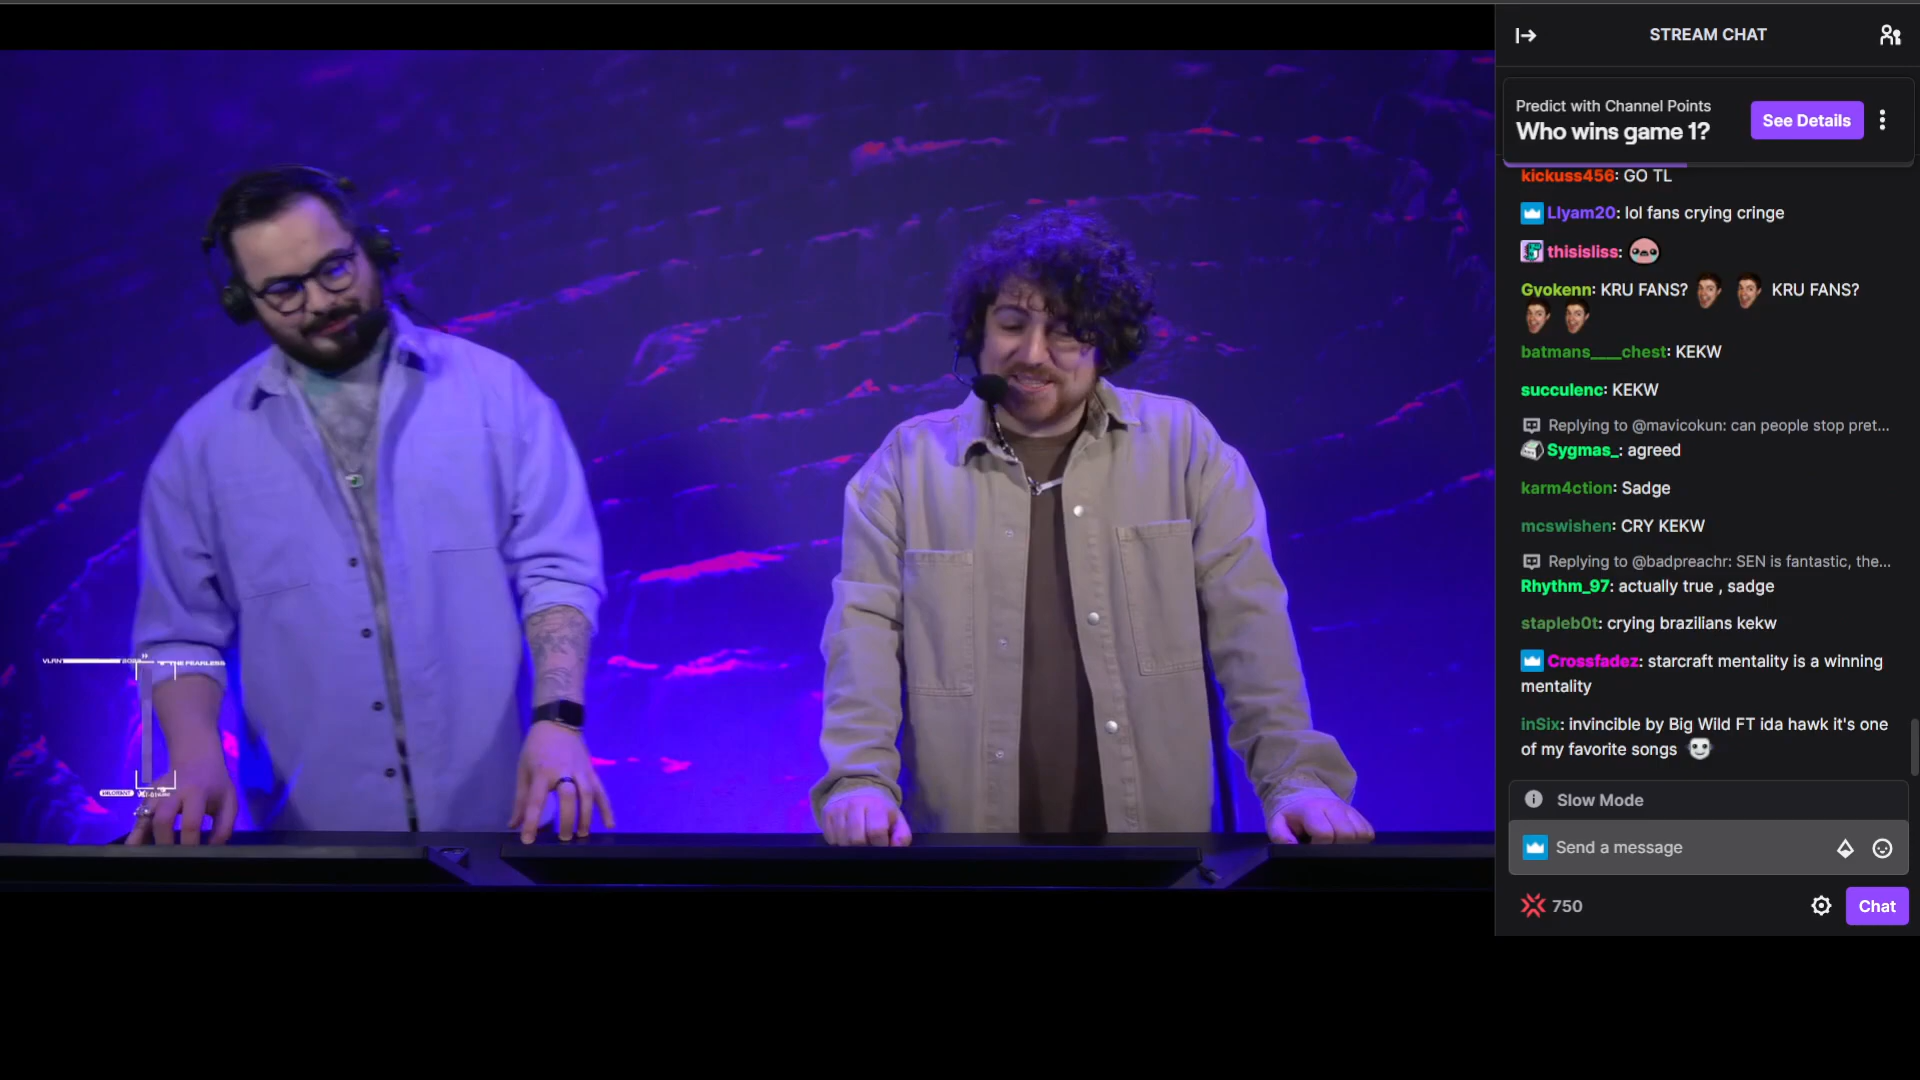 STREAM CHAT
Predict with Channel Points
Who wins game 1?
See Details
kickuss456: GO TL
Llyam20: lol fans crying cringe
thisisliss:
Gyokenn: KRU FANS? KRU FANS?
batmans____chest: KEKW
succulenc: KEKW
Replying to @mavicokun: can people stop pret...
Sygmas_: agreed
karm4ction: Sadge
mcswishen: CRY KEKW
Replying to @badpreachr: SEN is fantastic, the...
Rhythm_97: actually true , sadge
stapleb0t: crying brazilians kekw
Crossfadez: starcraft mentality is a winning
mentality
inSix: invincible by Big Wild FT ida hawk it's one
of my favorite songs
Slow Mode
Send a message
750
Chat
THE FEARLESS